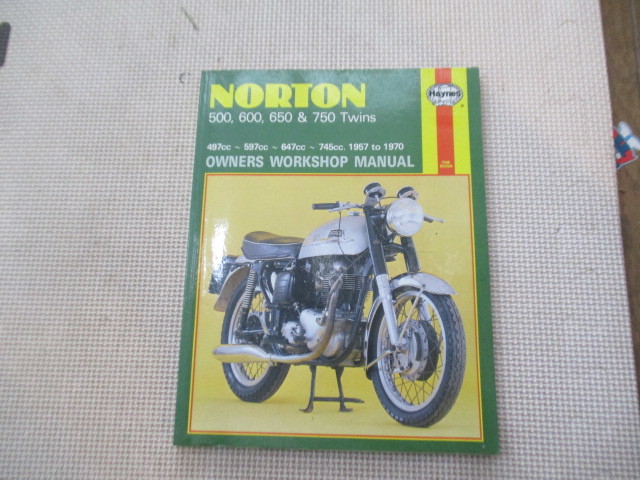 NORTON
500, 600, 650 & 750 Twins
Haynes
497cc ~ 597cc ~ 647cc ~ 745cc. 1957 to 1970
OWNERS WORKSHOP MANUAL